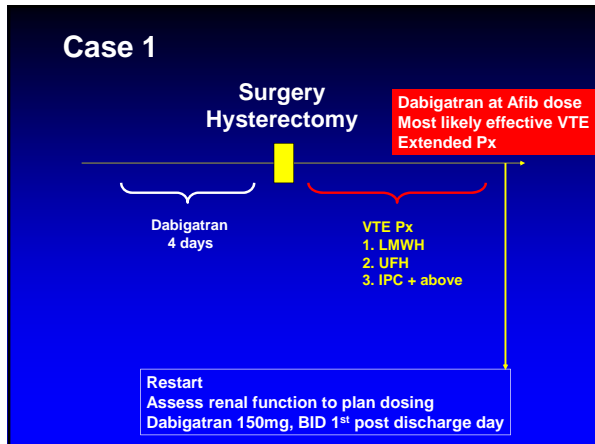 Case 1
Surgery
Hysterectomy
Dabigatran at Afib dose
Most likely effective VTE
Extended Px
Dabigatran
4 days
VTE Px
1. LMWH
2. UFH
3. IPC + above
Restart
Assess renal function to plan dosing
Dabigatran 150mg, BID 1st post discharge day